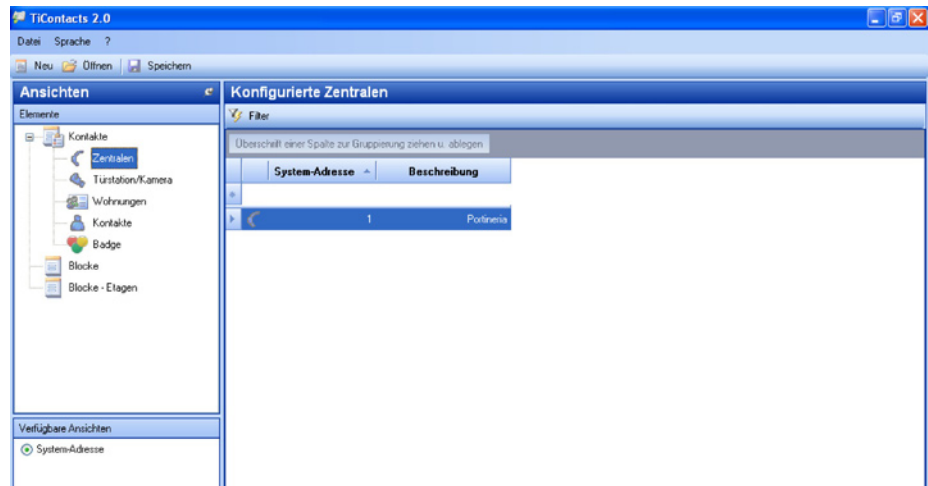 TiContacts 2.0
Datei Sprache ?
Neu Öffnen Speichern
Ansichten
Elemente
Kontakte
Zentralen
Türstation/Kamera
Wohnungen
Kontakte
Badge
Blocke
Blocke - Etagen
Verfügbare Ansichten
System-Adresse
Konfigurierte Zentralen
Filter
Überschrift einer Spalte zur Gruppierung ziehen u. ablegen
System-Adresse Beschreibung
1 Portineria